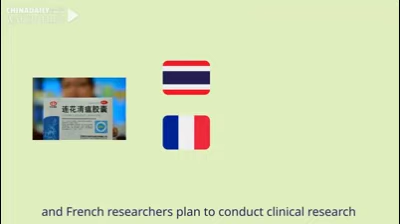 CHINADAILY
连花清瘟胶囊
and French researchers plan to conduct clinical research